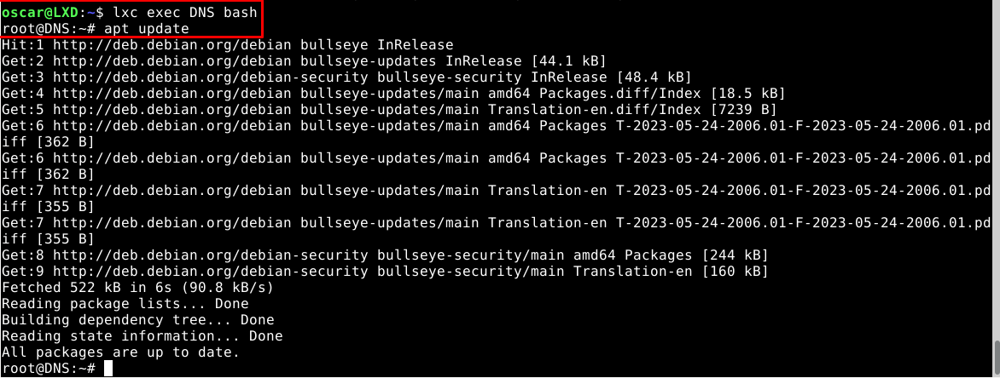 oscar@LXD:~$ lxc exec DNS bash
root@DNS:~# apt update
Hit:1 http://deb.debian.org/debian bullseye InRelease
Get:2 http://deb.debian.org/debian bullseye-updates InRelease [44.1 kB]
Get:3 http://deb.debian.org/debian-security bullseye-security InRelease [48.4 kB]
Get:4 http://deb.debian.org/debian bullseye-updates/main amd64 Packages.diff/Index [18.5 kB]
Get:5 http://deb.debian.org/debian bullseye-updates/main Translation-en.diff/Index [7239 B]
Get:6 http://deb.debian.org/debian bullseye-updates/main amd64 Packages T-2023-05-24-2006.01-F-2023-05-24-2006.01.pd
iff [362 B]
Get:6 http://deb.debian.org/debian bullseye-updates/main amd64 Packages T-2023-05-24-2006.01-F-2023-05-24-2006.01.pd
iff [362 B]
Get:7 http://deb.debian.org/debian bullseye-updates/main Translation-en T-2023-05-24-2006.01-F-2023-05-24-2006.01.pd
iff [355 B]
Get:7 http://deb.debian.org/debian bullseye-updates/main Translation-en T-2023-05-24-2006.01-F-2023-05-24-2006.01.pd
iff [355 B]
Get:8 http://deb.debian.org/debian-security bullseye-security/main amd64 Packages [244 kB]
Get:9 http://deb.debian.org/debian-security bullseye-security/main Translation-en [160 kB]
Fetched 522 kB in 6s (90.8 kB/s)
Reading package lists... Done
Building dependency tree... Done
Reading state information... Done
All packages are up to date.
root@DNS:~#